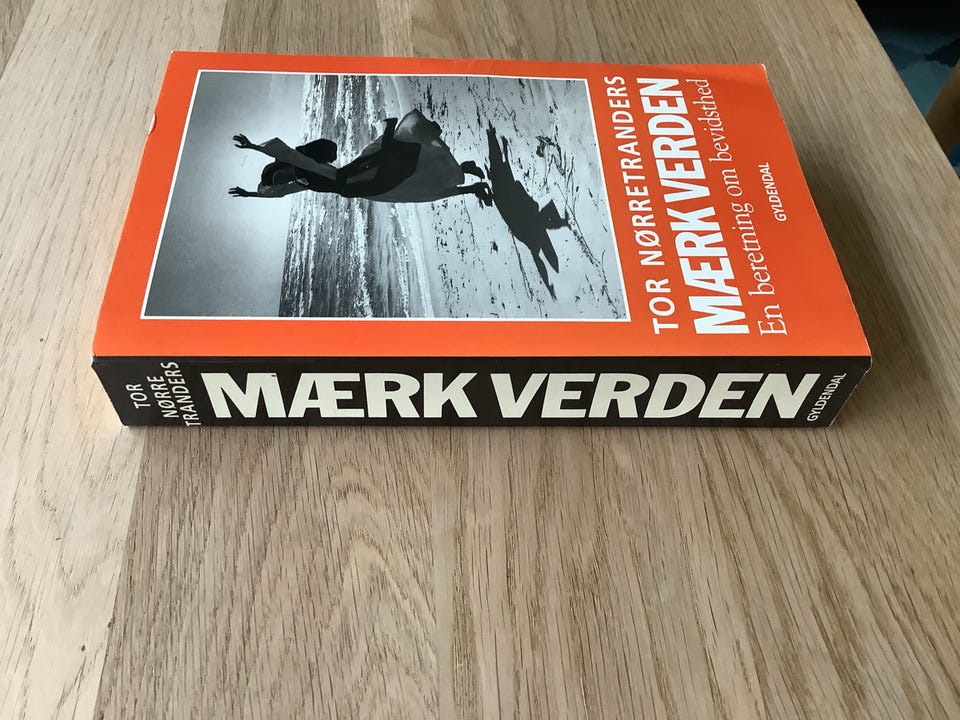 TOR NØRRETRANDERS
MÆRK VERDEN
En beretning om bevidsthed
GYLDENDAL
TOR
NØRRE
TRANDERS
MÆRK VERDEN
GYLDENDAL